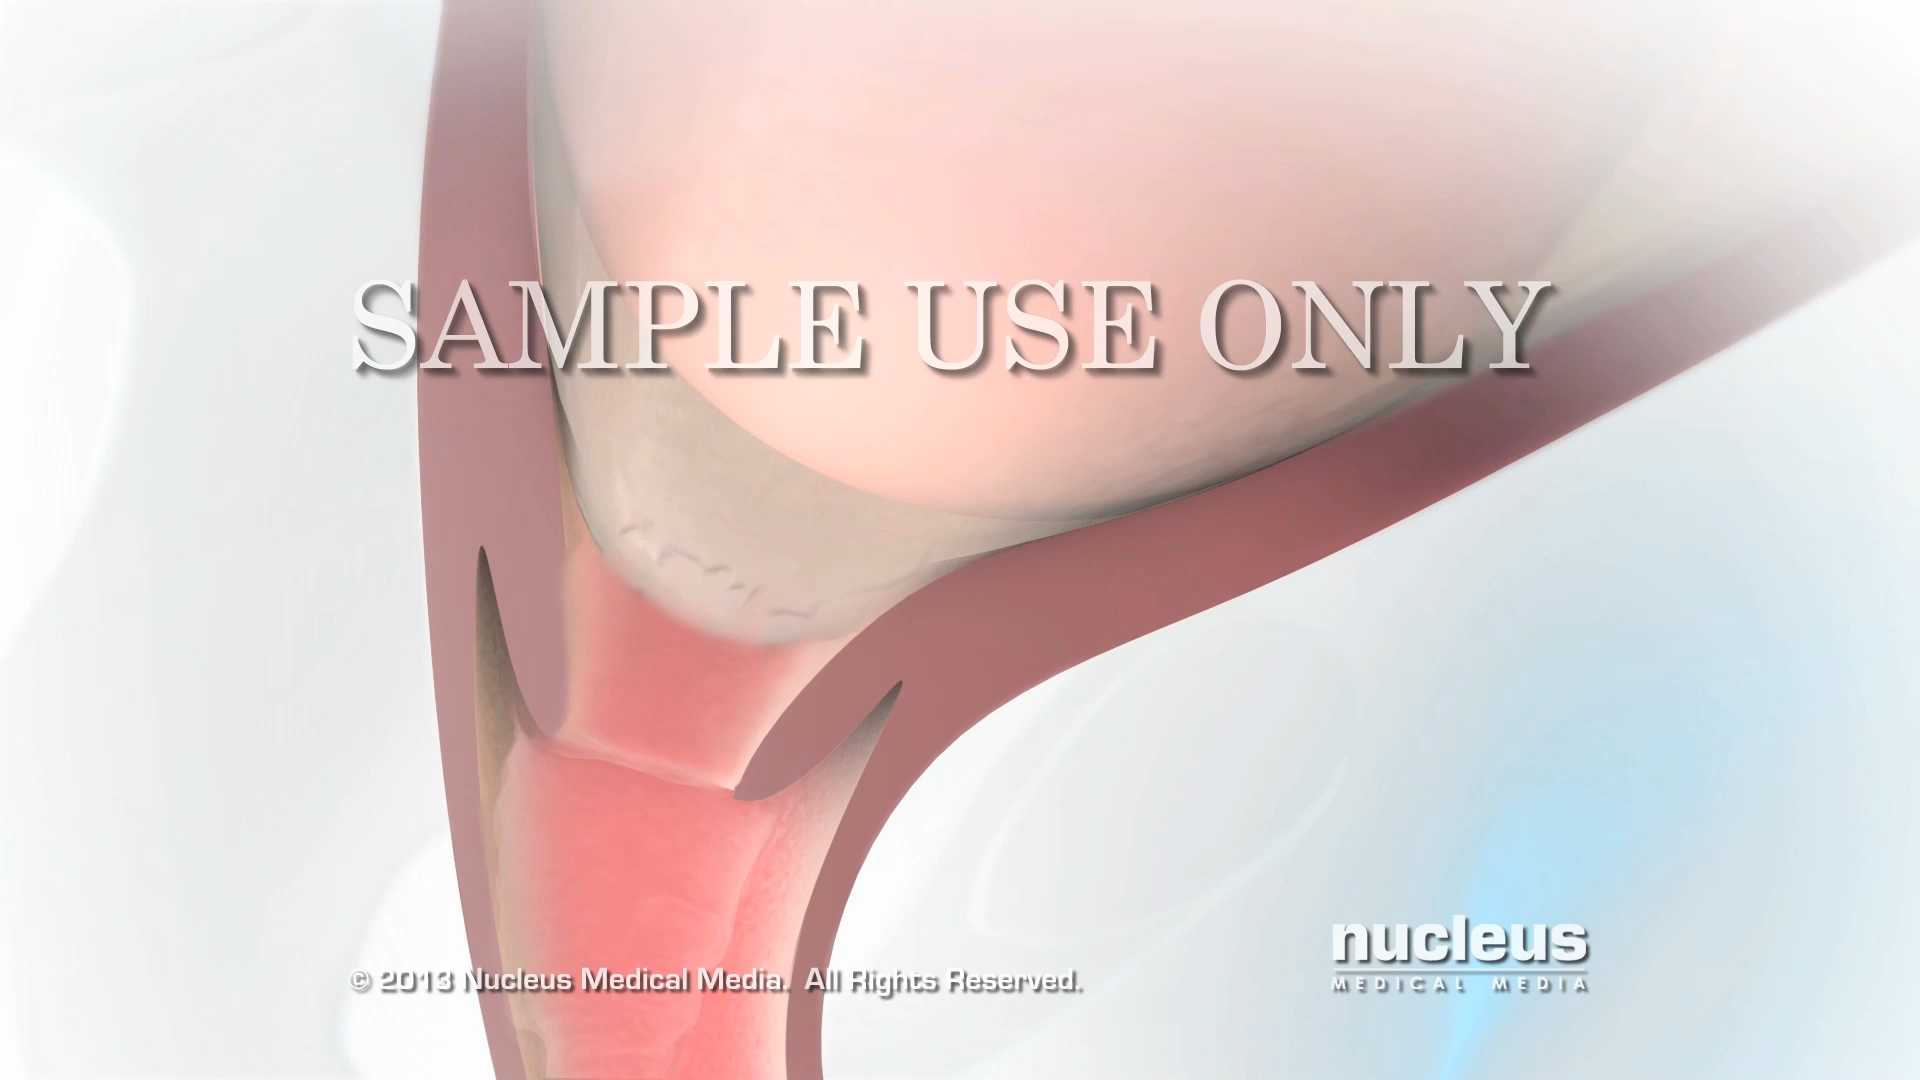 SAMPLE USE ONLY
nucleus
MEDICAL MEDIA
© 2013 Nucleus Medical Media. All Rights Reserved.